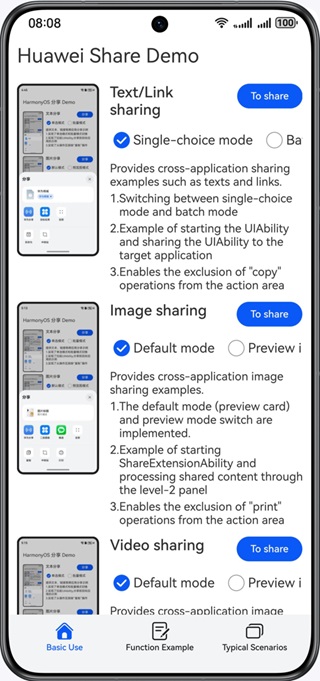 08:08
100
Huawei Share Demo
Text/Link
sharing
To share
Single-choice mode
Ba
Provides cross-application sharing
examples such as texts and links.
1.Switching between single-choice
mode and batch mode
2.Example of starting the UIAbility
and sharing the UIAbility to the
target application
3.Enables the exclusion of "copy"
operations from the action area
Image sharing
To share
Default mode
Preview i
Provides cross-application image
sharing examples.
1.The default mode (preview card)
and preview mode switch are
implemented.
2.Example of starting
ShareExtensionAbility and
processing shared content through
the level-2 panel
3.Enables the exclusion of "print"
operations from the action area
HarmonyOS 分享 Demo
Video sharing
To share
Default mode
Preview i
Provides cross-application image
Basic Use
Function Example
Typical Scenarios